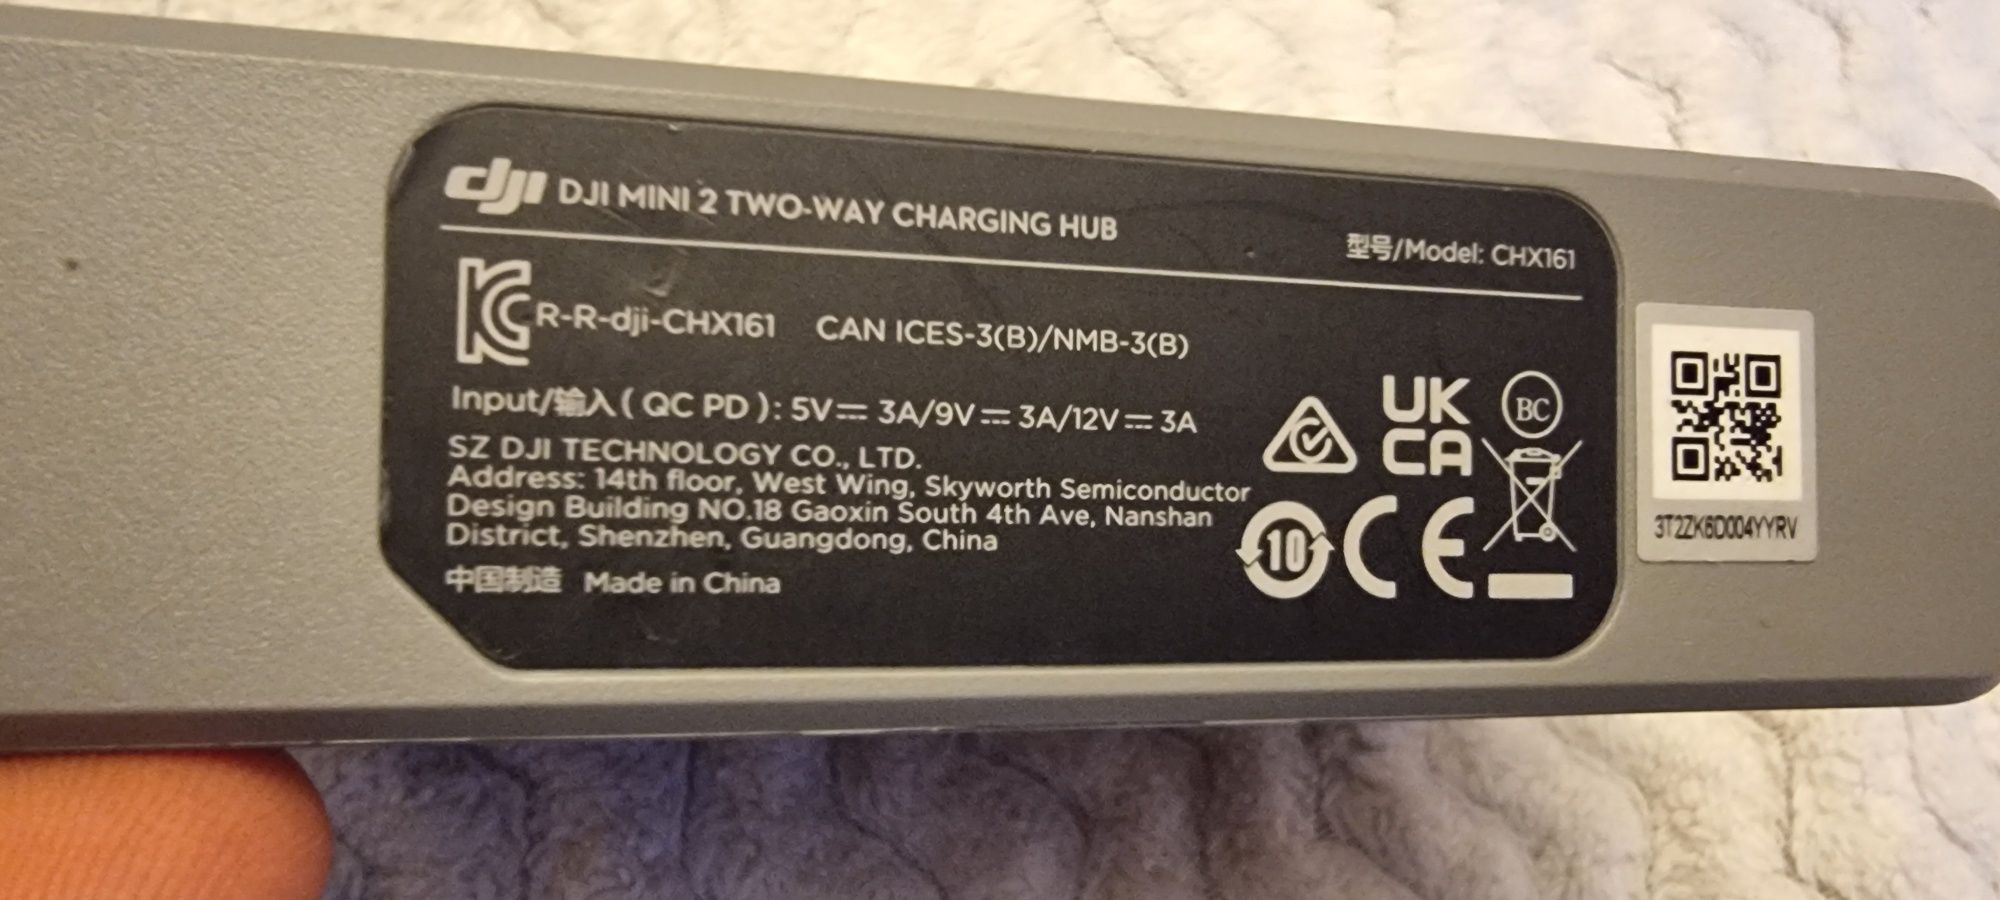 dji DJI MINI 2 TWO-WAY CHARGING HUB
型号/Model: CHX161
R-R-dji-CHX161 CAN ICES-3(B)/NMB-3(B)
Input/输入( QC PD ): 5V⎓ 3A/9V⎓ 3A/12V⎓ 3A
SZ DJI TECHNOLOGY CO., LTD.
Address: 14th floor, West Wing, Skyworth Semiconductor
Design Building NO.18 Gaoxin South 4th Ave, Nanshan
District, Shenzhen, Guangdong, China
中国制造 Made in China
UK
CA
BC
10
CE
3T2ZK6D004YYRV